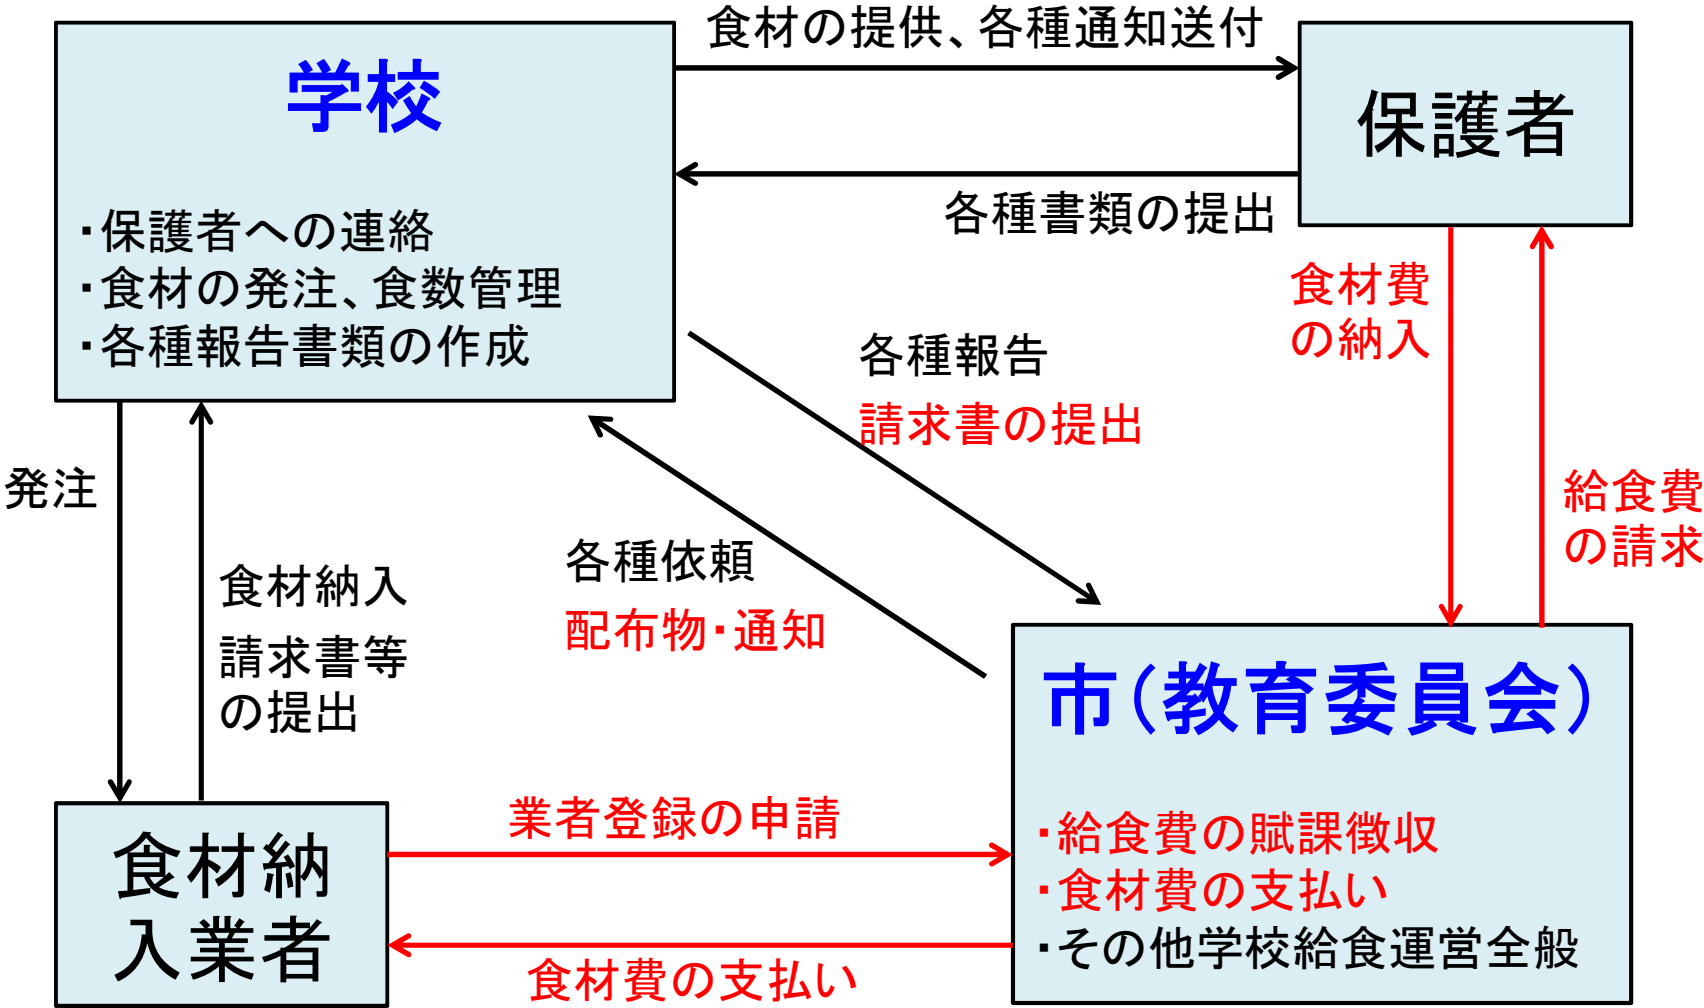 学校
・保護者への連絡
・食材の発注、食数管理
・各種報告書類の作成
食材の提供、各種通知送付
保護者
各種書類の提出
食材費
の納入
給食費
の請求
各種報告
請求書の提出
各種依頼
配布物・通知
発注
食材納入
請求書等
の提出
食材納
入業者
業者登録の申請
食材費の支払い
市（教育委員会）
・給食費の賦課徴収
・食材費の支払い
・その他学校給食運営全般